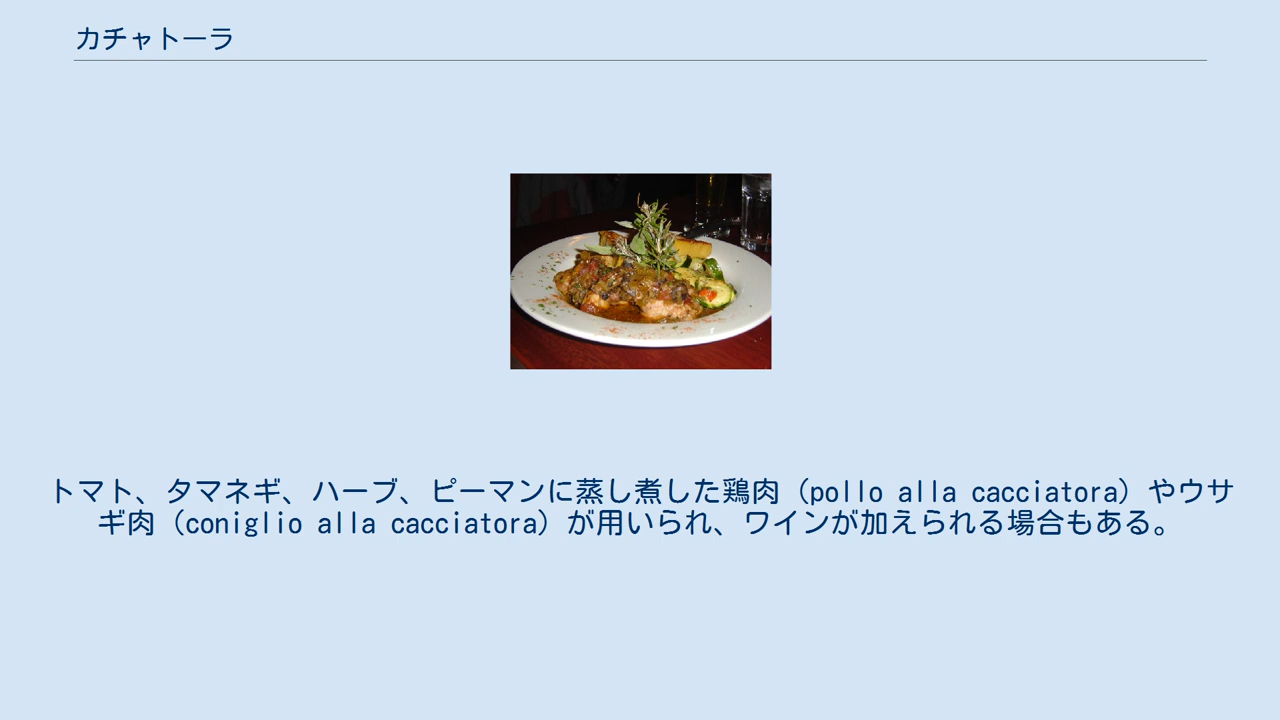 カチャトーラ
トマト、タマネギ、ハーブ、ピーマンに蒸し煮した鶏肉（pollo alla cacciatora）やウサ
ギ肉（coniglio alla cacciatora）が用いられ、ワインが加えられる場合もある。